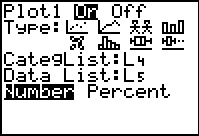 Plot1 On Off
Type:
CategList:L₄
Data List:L₅
Number Percent